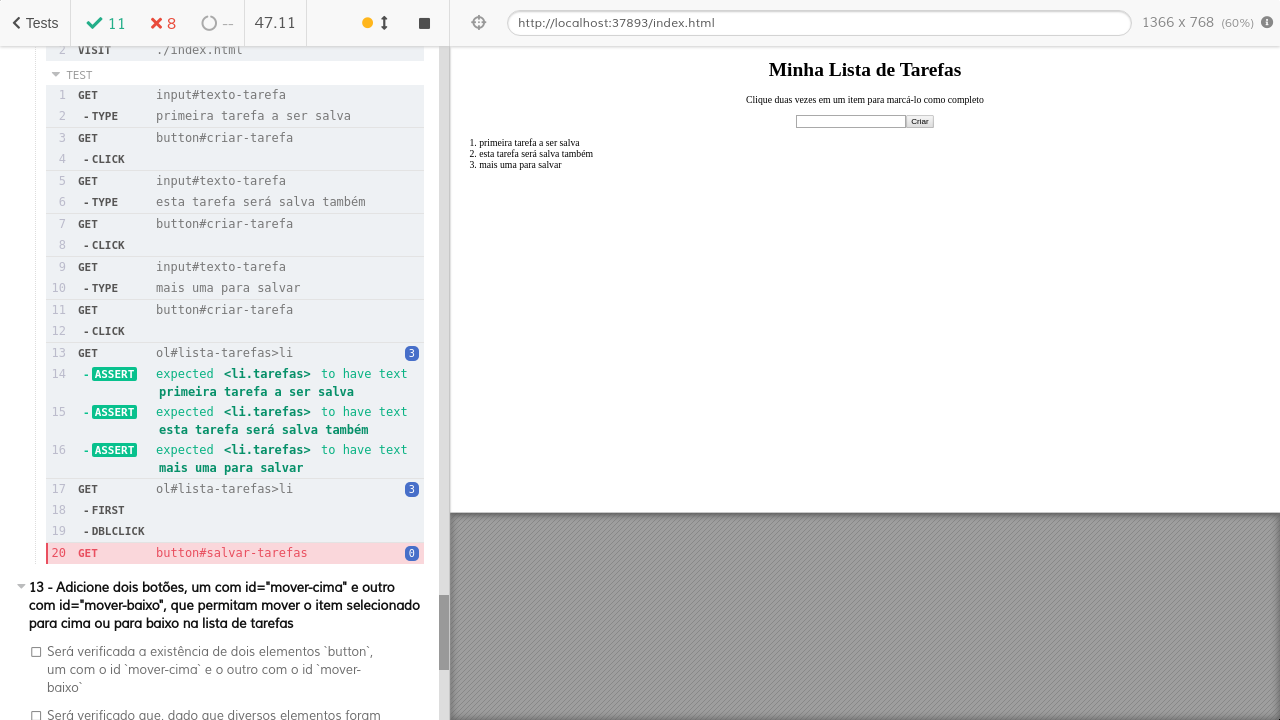 Tests 11 8 -- 47.11
http://localhost:37893/index.html 1366 x 768 (60%)
2 VISIT ./index.html
TEST
1 GET input#texto-tarefa
2 -TYPE primeira tarefa a ser salva
3 GET button#criar-tarefa
4 -CLICK
5 GET input#texto-tarefa
6 -TYPE esta tarefa será salva também
7 GET button#criar-tarefa
8 -CLICK
9 GET input#texto-tarefa
10 -TYPE mais uma para salvar
11 GET button#criar-tarefa
12 -CLICK
13 GET ol#lista-tarefas>li 3
14 -ASSERT expected <li.tarefas> to have text
primeira tarefa a ser salva
15 -ASSERT expected <li.tarefas> to have text
esta tarefa será salva também
16 -ASSERT expected <li.tarefas> to have text
mais uma para salvar
17 GET ol#lista-tarefas>li 3
18 -FIRST
19 -DBLCLICK
20 GET button#salvar-tarefas 0
13 - Adicione dois botões, um com id="mover-cima" e outro
com id="mover-baixo", que permitam mover o item selecionado
para cima ou para baixo na lista de tarefas
Será verificada a existência de dois elementos `button`,
um com o id `mover-cima` e o outro com o id `mover-
baixo`
Será verificado que, dado que diversos elementos foram
Minha Lista de Tarefas
Clique duas vezes em um item para marcá-lo como completo
Criar
1. primeira tarefa a ser salva
2. esta tarefa será salva também
3. mais uma para salvar